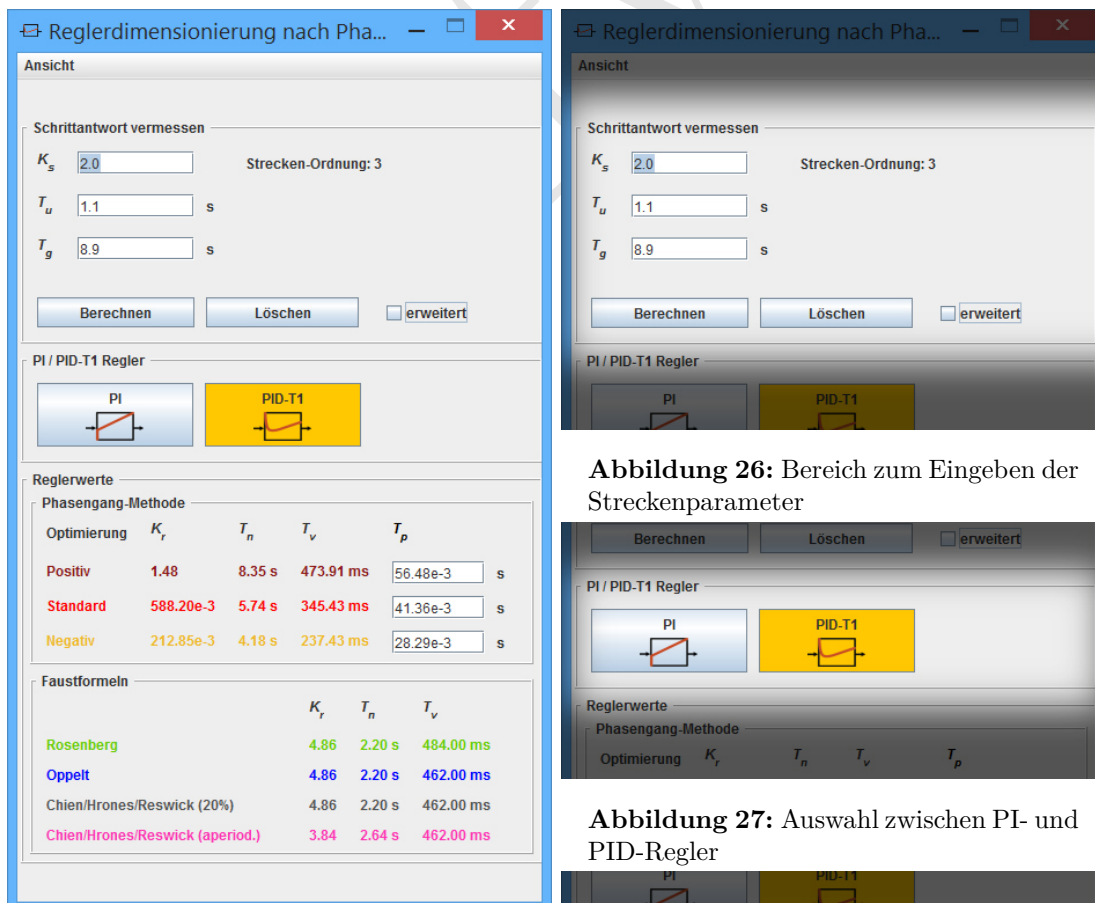 Reglerdimensionierung nach Pha...
Ansicht
Schrittantwort vermessen
Ks 2.0 Strecken-Ordnung: 3
Tu 1.1 s
Tg 8.9 s
Berechnen Löschen erweitert
PI / PID-T1 Regler
PI PID-T1
Reglerwerte
Phasengang-Methode
Optimierung Kr Tn Tv Tp
Positiv 1.48 8.35 s 473.91 ms 56.48e-3 s
Standard 588.20e-3 5.74 s 345.43 ms 41.36e-3 s
Negativ 212.85e-3 4.18 s 237.43 ms 28.29e-3 s
Faustformeln
Kr Tn Tv
Rosenberg 4.86 2.20 s 484.00 ms
Oppelt 4.86 2.20 s 462.00 ms
Chien/Hrones/Reswick (20%) 4.86 2.20 s 462.00 ms
Chien/Hrones/Reswick (aperiod.) 3.84 2.64 s 462.00 ms
Reglerdimensionierung nach Pha...
Ansicht
Schrittantwort vermessen
Ks 2.0 Strecken-Ordnung: 3
Tu 1.1 s
Tg 8.9 s
Berechnen Löschen erweitert
PI / PID-T1 Regler
PI PID-T1
Abbildung 26: Bereich zum Eingeben der
Streckenparameter
Berechnen Löschen erweitert
PI / PID-T1 Regler
PI PID-T1
Reglerwerte
Phasengang-Methode
Optimierung Kr Tn Tv Tp
Abbildung 27: Auswahl zwischen PI- und
PID-Regler
PI PID-T1